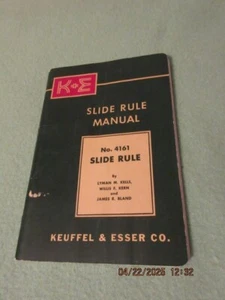 K+E
SLIDE RULE
MANUAL
No. 4161
SLIDE RULE
By
LYMAN M. KELLS,
WILLIS F. KERN
and
JAMES R. BLAND
KEUFFEL & ESSER CO.
04/22/2025 12:32